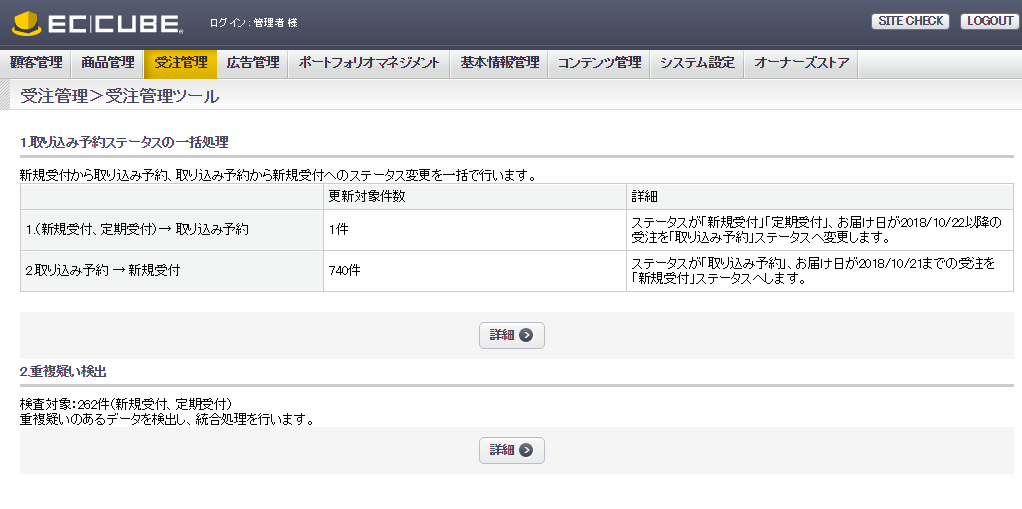 EC CUBE ログイン : 管理者 様 SITE CHECK LOGOUT
顧客管理 商品管理 受注管理 広告管理 ポートフォリオマネジメント 基本情報管理 コンテンツ管理 システム設定 オーナーズストア
受注管理＞受注管理ツール
1.取り込み予約ステータスの一括処理
新規受付から取り込み予約、取り込み予約から新規受付へのステータス変更を一括で行います。
更新対象件数 詳細
1.(新規受付、定期受付)→ 取り込み予約 1件 ステータスが「新規受付」「定期受付」、お届け日が2018/10/22以降の
受注を「取り込み予約」ステータスへ変更します。
2.取り込み予約 → 新規受付 740件 ステータスが「取り込み予約」、お届け日が2018/10/21までの受注を
「新規受付」ステータスへします。
詳細
2.重複疑い検出
検査対象：262件(新規受付、定期受付)
重複疑いのあるデータを検出し、統合処理を行います。
詳細